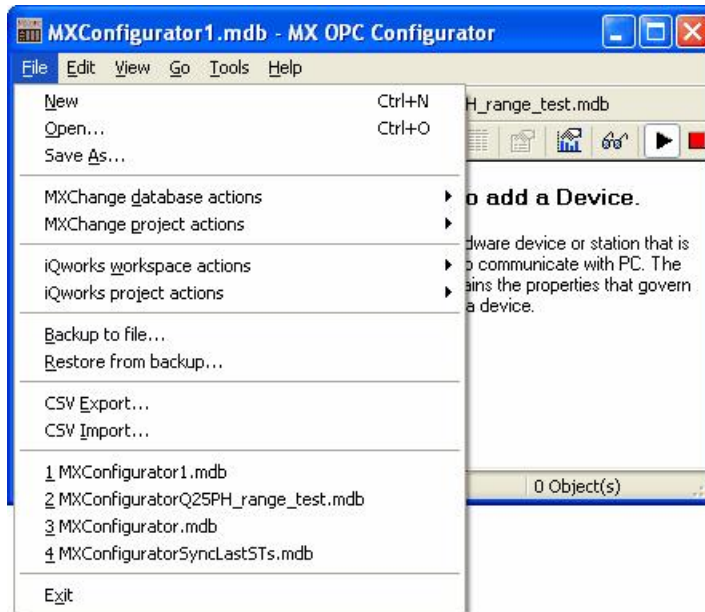 MXConfigurator1.mdb - MX OPC Configurator
File Edit View Go Tools Help
New Ctrl+N
Open... Ctrl+O
Save As...
MXChange database actions
MXChange project actions
iQworks workspace actions
iQworks project actions
Backup to file...
Restore from backup...
CSV Export...
CSV Import...
1 MXConfigurator1.mdb
2 MXConfiguratorQ25PH_range_test.mdb
3 MXConfigurator.mdb
4 MXConfiguratorSyncLastSTs.mdb
Exit
H_range_test.mdb
o add a Device.
dware device or station that is
o communicate with PC. The
ains the properties that govern
a device.
0 Object(s)